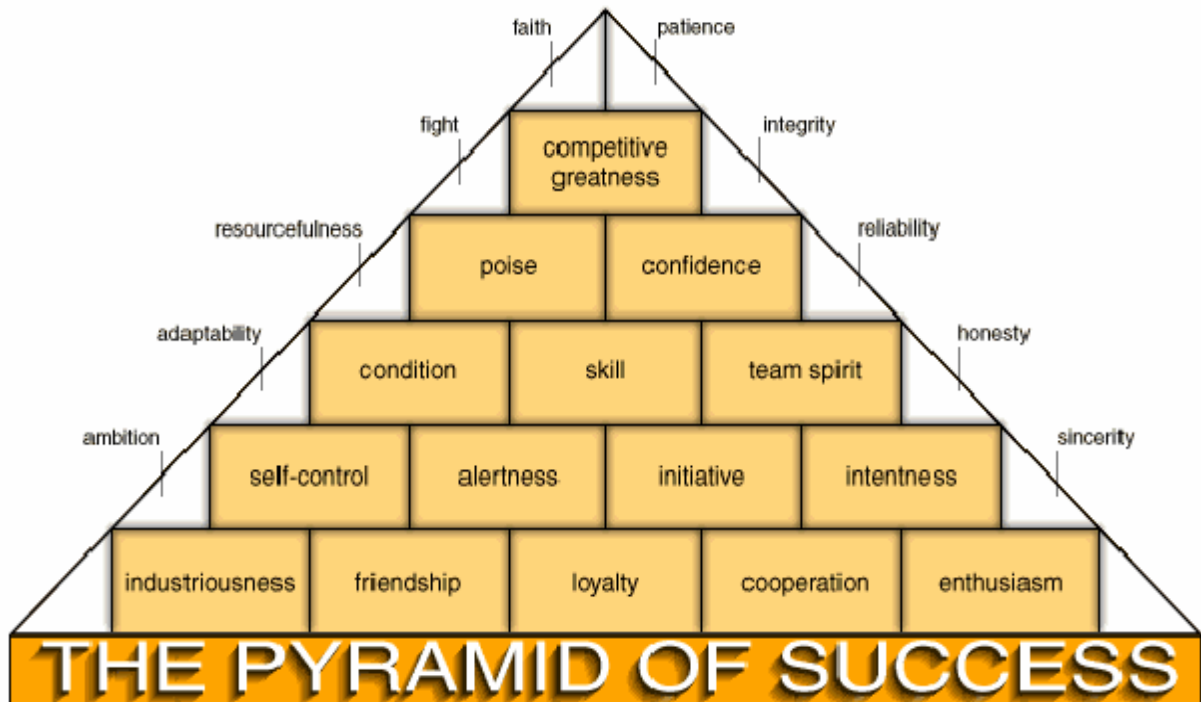 faith
patience
fight
integrity
competitive
greatness
resourcefulness
reliability
poise
confidence
adaptability
honesty
condition
skill
team spirit
ambition
sincerity
self-control
alertness
initiative
intentness
industriousness
friendship
loyalty
cooperation
enthusiasm
THE PYRAMID OF SUCCESS